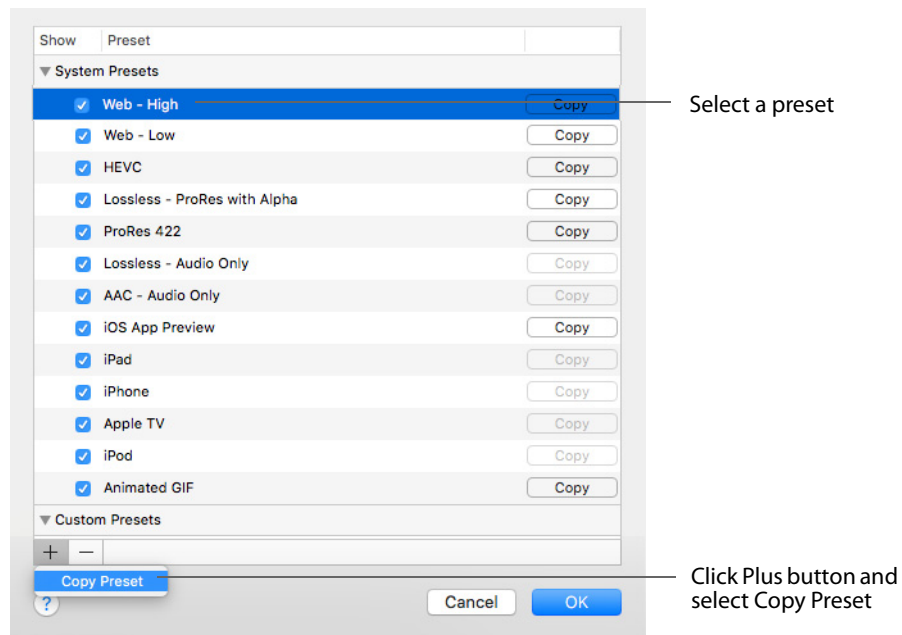 Show Preset
System Presets
Web - High Copy
Select a preset
Web - Low Copy
HEVC Copy
Lossless - ProRes with Alpha Copy
ProRes 422 Copy
Lossless - Audio Only Copy
AAC - Audio Only Copy
iOS App Preview Copy
iPad Copy
iPhone Copy
Apple TV Copy
iPod Copy
Animated GIF Copy
Custom Presets
+ −
Copy Preset
Click Plus button and
select Copy Preset
? Cancel OK